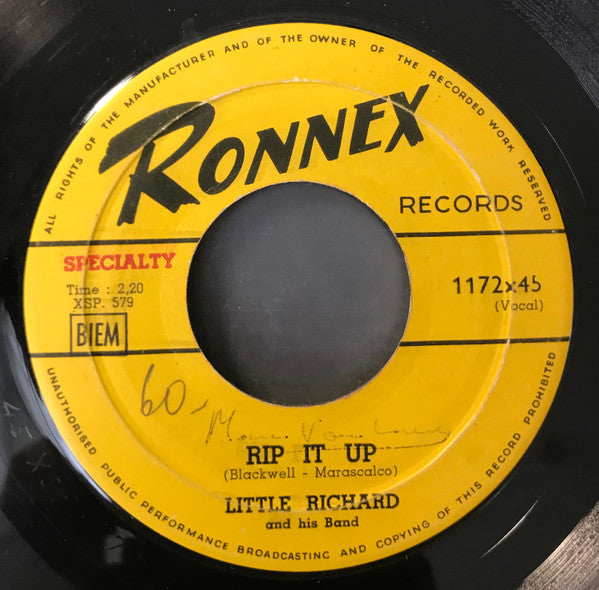 ALL RIGHTS OF THE MANUFACTURER AND OF THE OWNER OF THE RECORDED WORK RESERVED
RONNEX
RECORDS
SPECIALTY
Time : 2,20
XSP. 579
BIEM
1172x45
(Vocal)
60-
RIP IT UP
(Blackwell - Marascalco)
LITTLE RICHARD
and his Band
UNAUTHORISED PUBLIC PERFORMANCE BROADCASTING AND COPYING OF THIS RECORD PROHIBITED